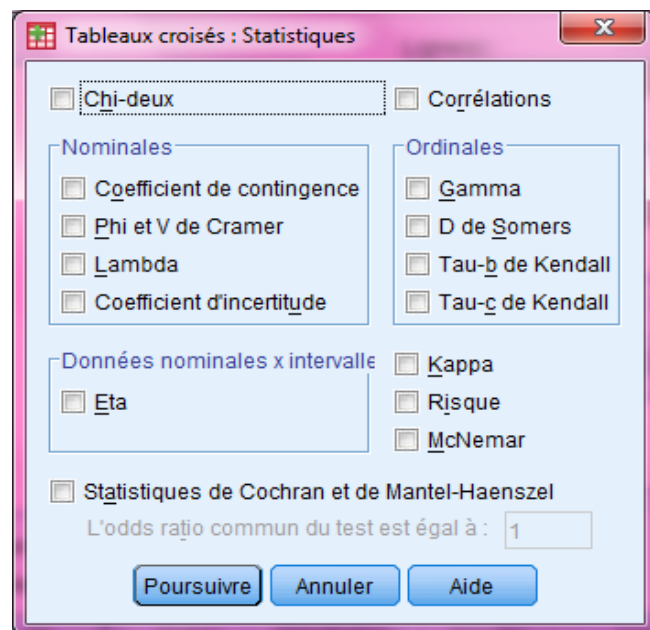 Tableaux croisés : Statistiques
Chi-deux
Corrélations
Nominales
Coefficient de contingence
Phi et V de Cramer
Lambda
Coefficient d'incertitude
Ordinales
Gamma
D de Somers
Tau-b de Kendall
Tau-c de Kendall
Données nominales x intervalle
Eta
Kappa
Risque
McNemar
Statistiques de Cochran et de Mantel-Haenszel
L'odds ratio commun du test est égal à : 1
Poursuivre Annuler Aide